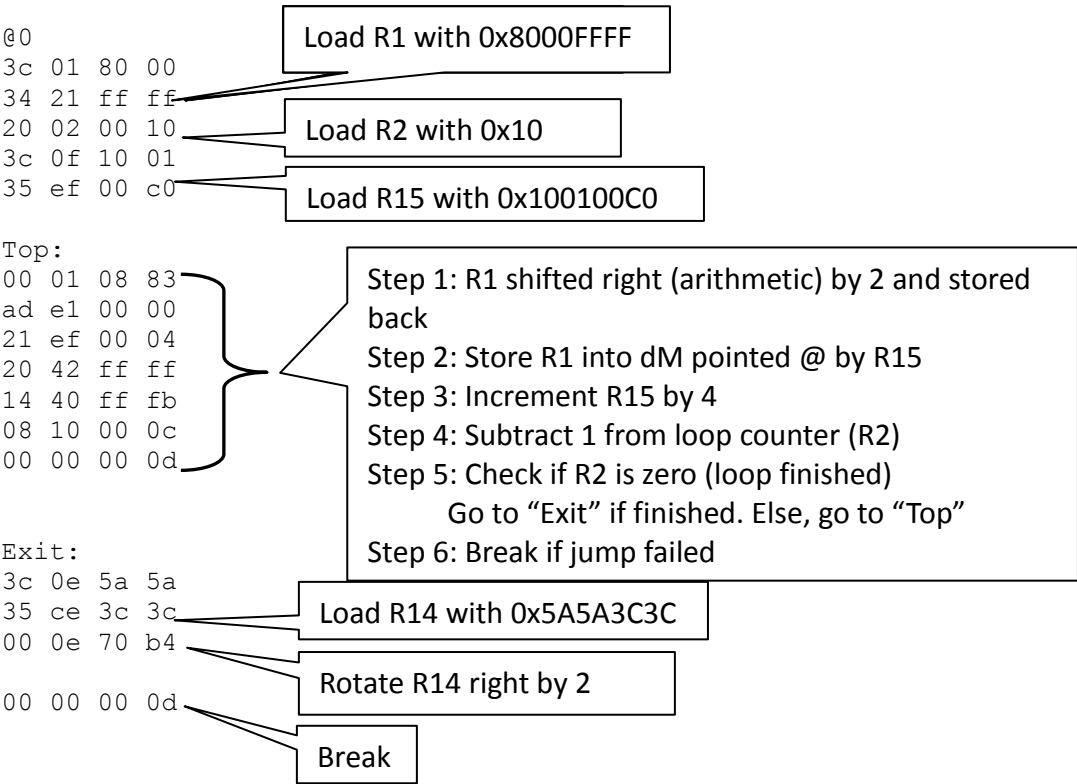 @0
3c 01 80 00
34 21 ff ff
20 02 00 10
3c 0f 10 01
35 ef 00 c0
Load R1 with 0x8000FFFF
Load R2 with 0x10
Load R15 with 0x100100C0
Top:
00 01 08 83
ad e1 00 00
21 ef 00 04
20 42 ff ff
14 40 ff fb
08 10 00 0c
00 00 00 0d
Step 1: R1 shifted right (arithmetic) by 2 and stored
back
Step 2: Store R1 into dM pointed @ by R15
Step 3: Increment R15 by 4
Step 4: Subtract 1 from loop counter (R2)
Step 5: Check if R2 is zero (loop finished)
Go to “Exit” if finished. Else, go to “Top”
Step 6: Break if jump failed
Exit:
3c 0e 5a 5a
35 ce 3c 3c
00 0e 70 b4
00 00 00 0d
Load R14 with 0x5A5A3C3C
Rotate R14 right by 2
Break